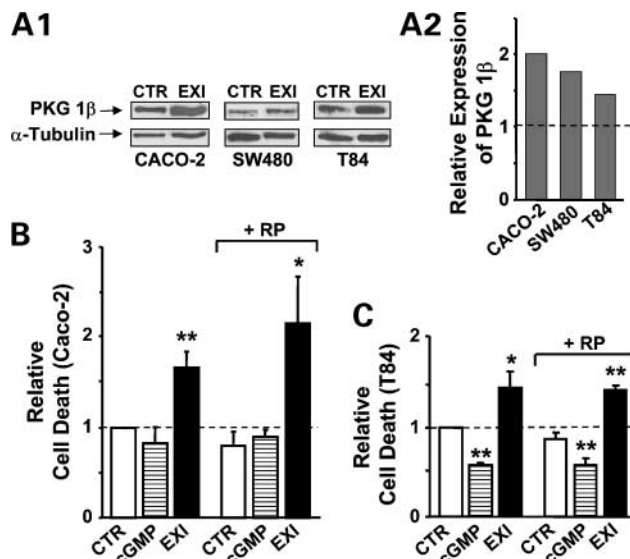 A1
CTR EXI CTR EXI CTR EXI
PKG 1β
α-Tubulin
CACO-2 SW480 T84
A2
Relative Expression
of PKG 1β
2
1
0
CACO-2
SW480
T84
B
Relative
Cell Death (Caco-2)
3
2
1
0
+ RP
**
*
CTR
cGMP
EXI
CTR
cGMP
EXI
C
Relative
Cell Death (T84)
2
1
0
+ RP
**
*
**
**
CTR
cGMP
EXI
CTR
cGMP
EXI